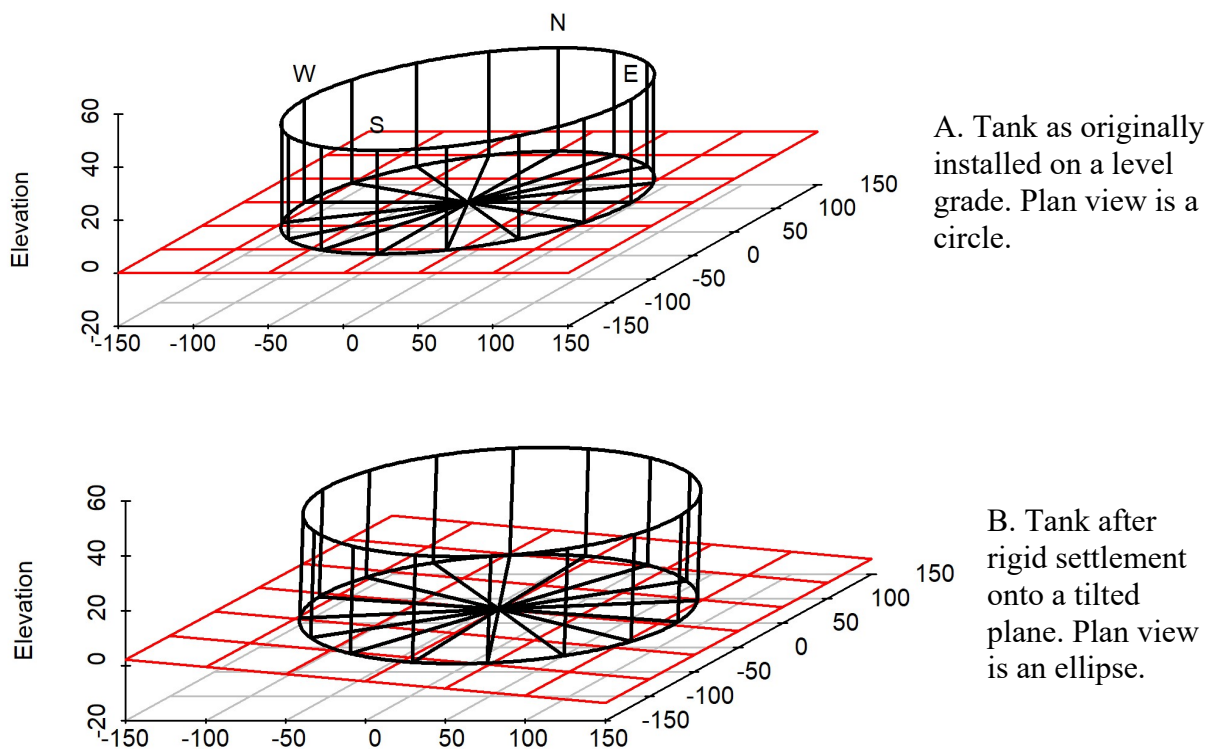 N
W
E
S
60
40
20
0
-20
Elevation
-150
-100
-50
0
50
100
150
-150
-100
-50
0
50
100
150
A. Tank as originally
installed on a level
grade. Plan view is a
circle.
60
40
20
0
-20
Elevation
-150
-100
-50
0
50
100
150
-150
-100
-50
0
50
100
150
B. Tank after
rigid settlement
onto a tilted
plane. Plan view
is an ellipse.